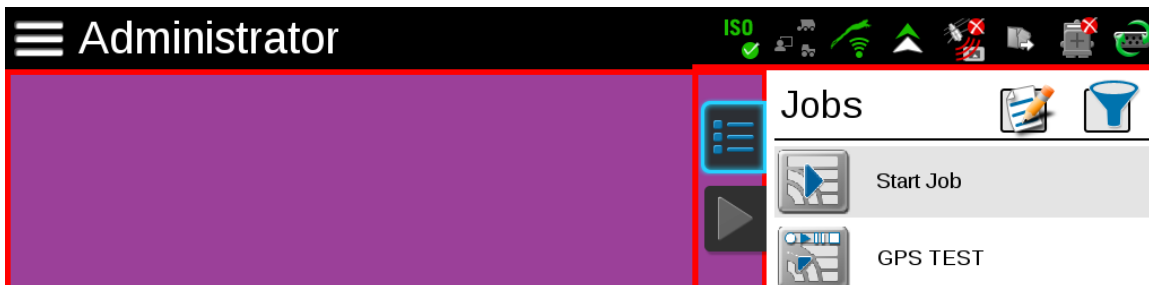 Administrator
ISO
Jobs
Start Job
GPS TEST